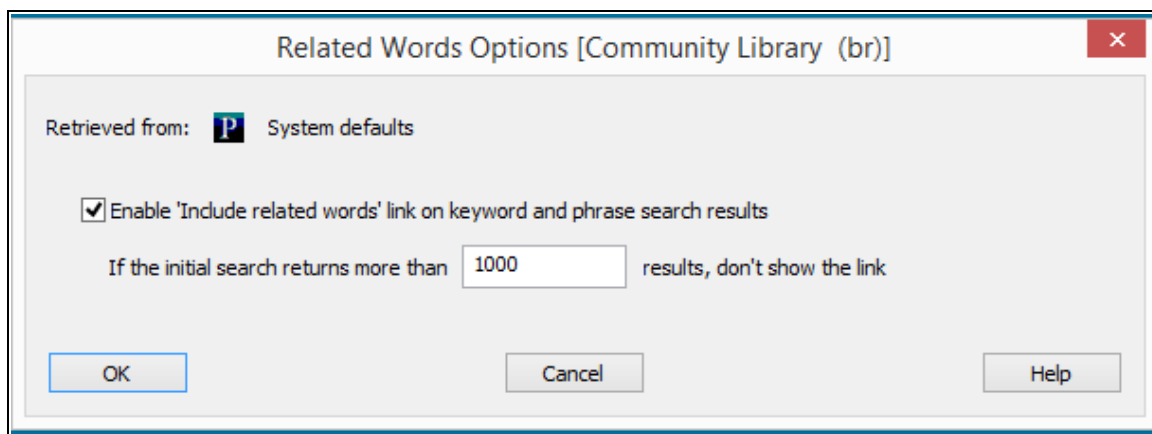 Related Words Options [Community Library (br)]
Retrieved from: P System defaults
Enable 'Include related words' link on keyword and phrase search results
If the initial search returns more than 1000 results, don't show the link
OK Cancel Help